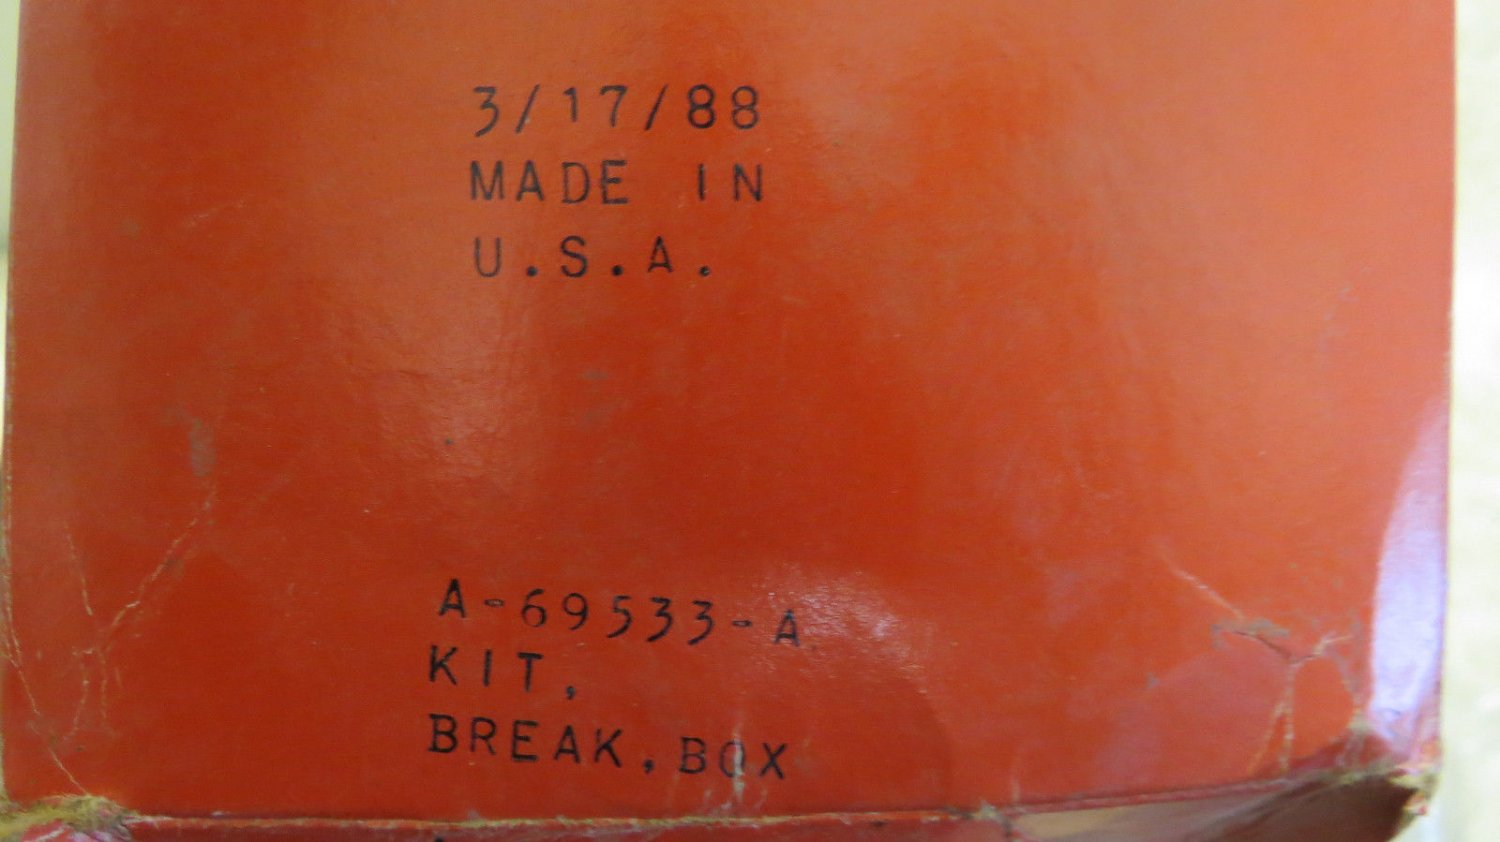 3/17/88
MADE IN
U.S.A.
A-69533-A
KIT,
BREAK,BOX